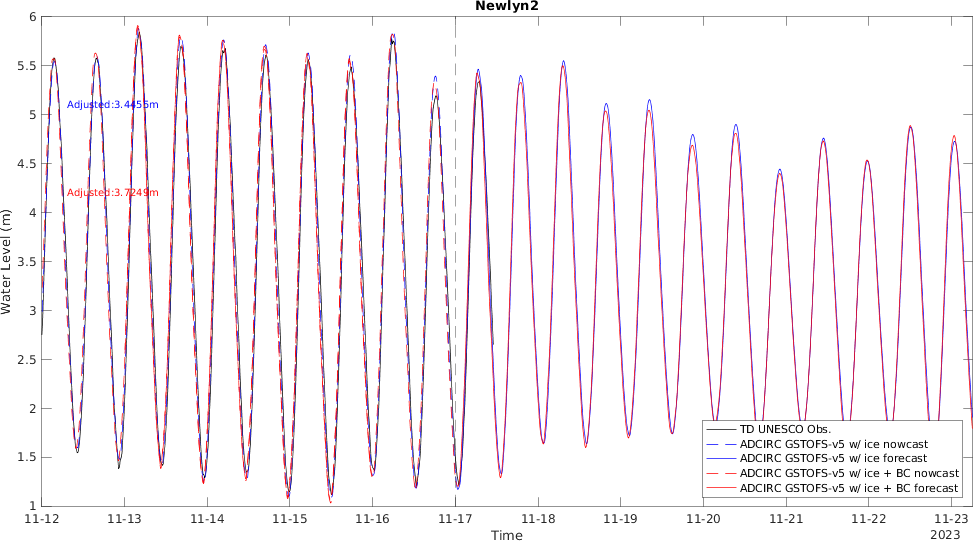 Newlyn2
6
5.5
5
4.5
4
3.5
3
2.5
2
1.5
1
Water Level (m)
Adjusted:3.4455m
Adjusted:3.7249m
TD UNESCO Obs.
ADCIRC GSTOFS-v5 w/ ice nowcast
ADCIRC GSTOFS-v5 w/ ice forecast
ADCIRC GSTOFS-v5 w/ ice + BC nowcast
ADCIRC GSTOFS-v5 w/ ice + BC forecast
11-12 11-13 11-14 11-15 11-16 11-17 11-18 11-19 11-20 11-21 11-22 11-23
Time
2023